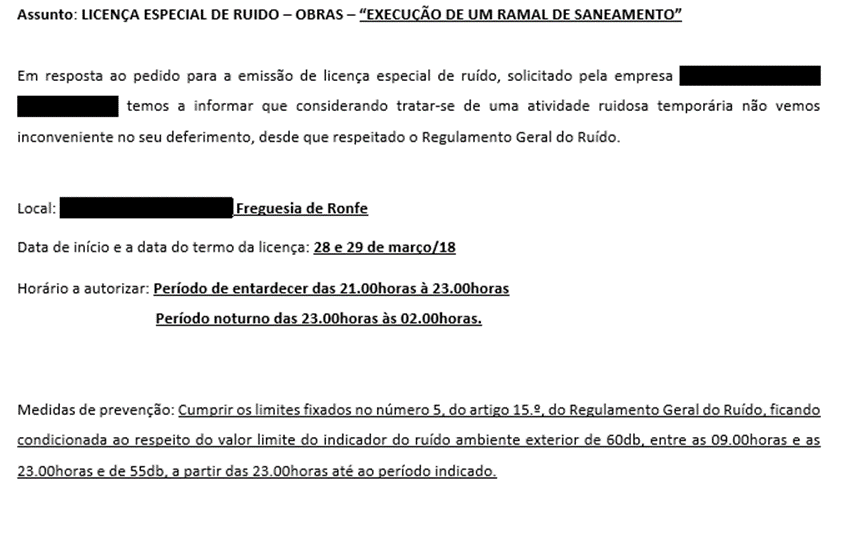 Assunto: LICENÇA ESPECIAL DE RUIDO – OBRAS – “EXECUÇÃO DE UM RAMAL DE SANEAMENTO”
Em resposta ao pedido para a emissão de licença especial de ruído, solicitado pela empresa
temos a informar que considerando tratar-se de uma atividade ruidosa temporária não vemos
inconveniente no seu deferimento, desde que respeitado o Regulamento Geral do Ruído.
Local: Freguesia de Ronfe
Data de início e a data do termo da licença: 28 e 29 de março/18
Horário a autorizar: Período de entardecer das 21.00horas à 23.00horas
Período noturno das 23.00horas às 02.00horas.
Medidas de prevenção: Cumprir os limites fixados no número 5, do artigo 15.º, do Regulamento Geral do Ruído, ficando
condicionada ao respeito do valor limite do indicador do ruído ambiente exterior de 60db, entre as 09.00horas e as
23.00horas e de 55db, a partir das 23.00horas até ao período indicado.